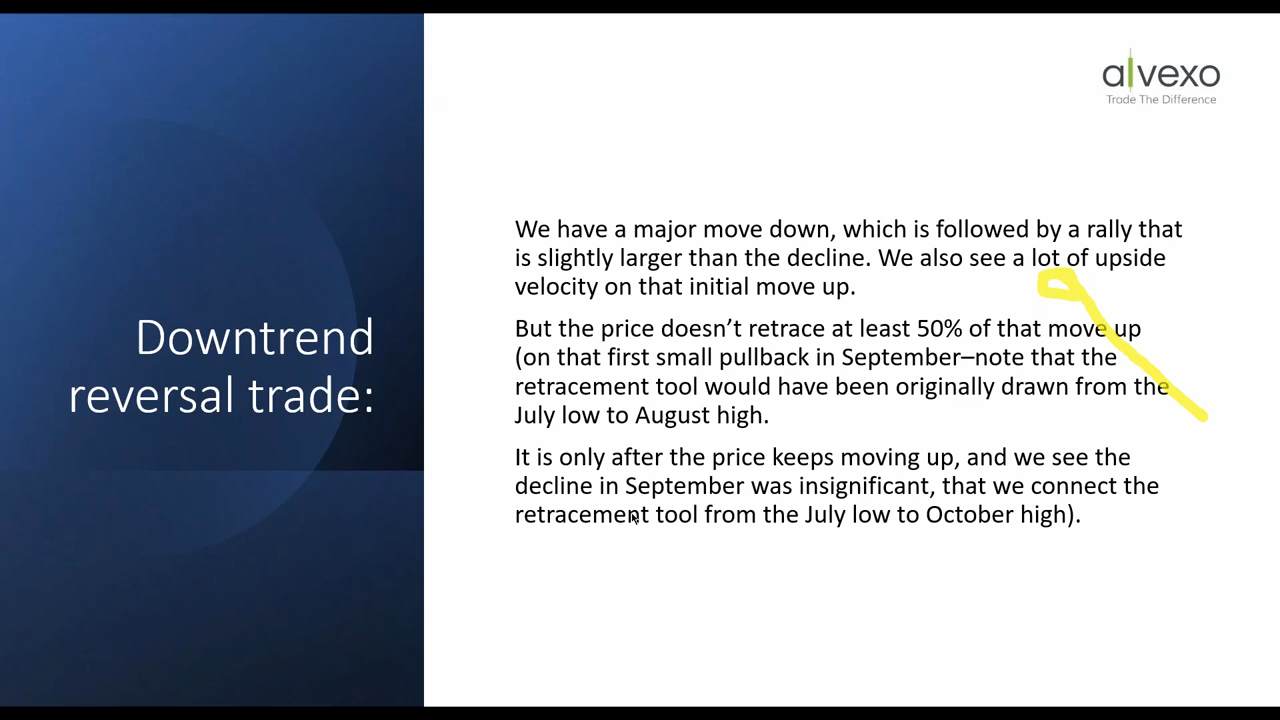 alvexo
Trade The Difference
Downtrend
reversal trade:
We have a major move down, which is followed by a rally that
is slightly larger than the decline. We also see a lot of upside
velocity on that initial move up.
But the price doesn’t retrace at least 50% of that move up
(on that first small pullback in September–note that the
retracement tool would have been originally drawn from the
July low to August high.
It is only after the price keeps moving up, and we see the
decline in September was insignificant, that we connect the
retracement tool from the July low to October high).